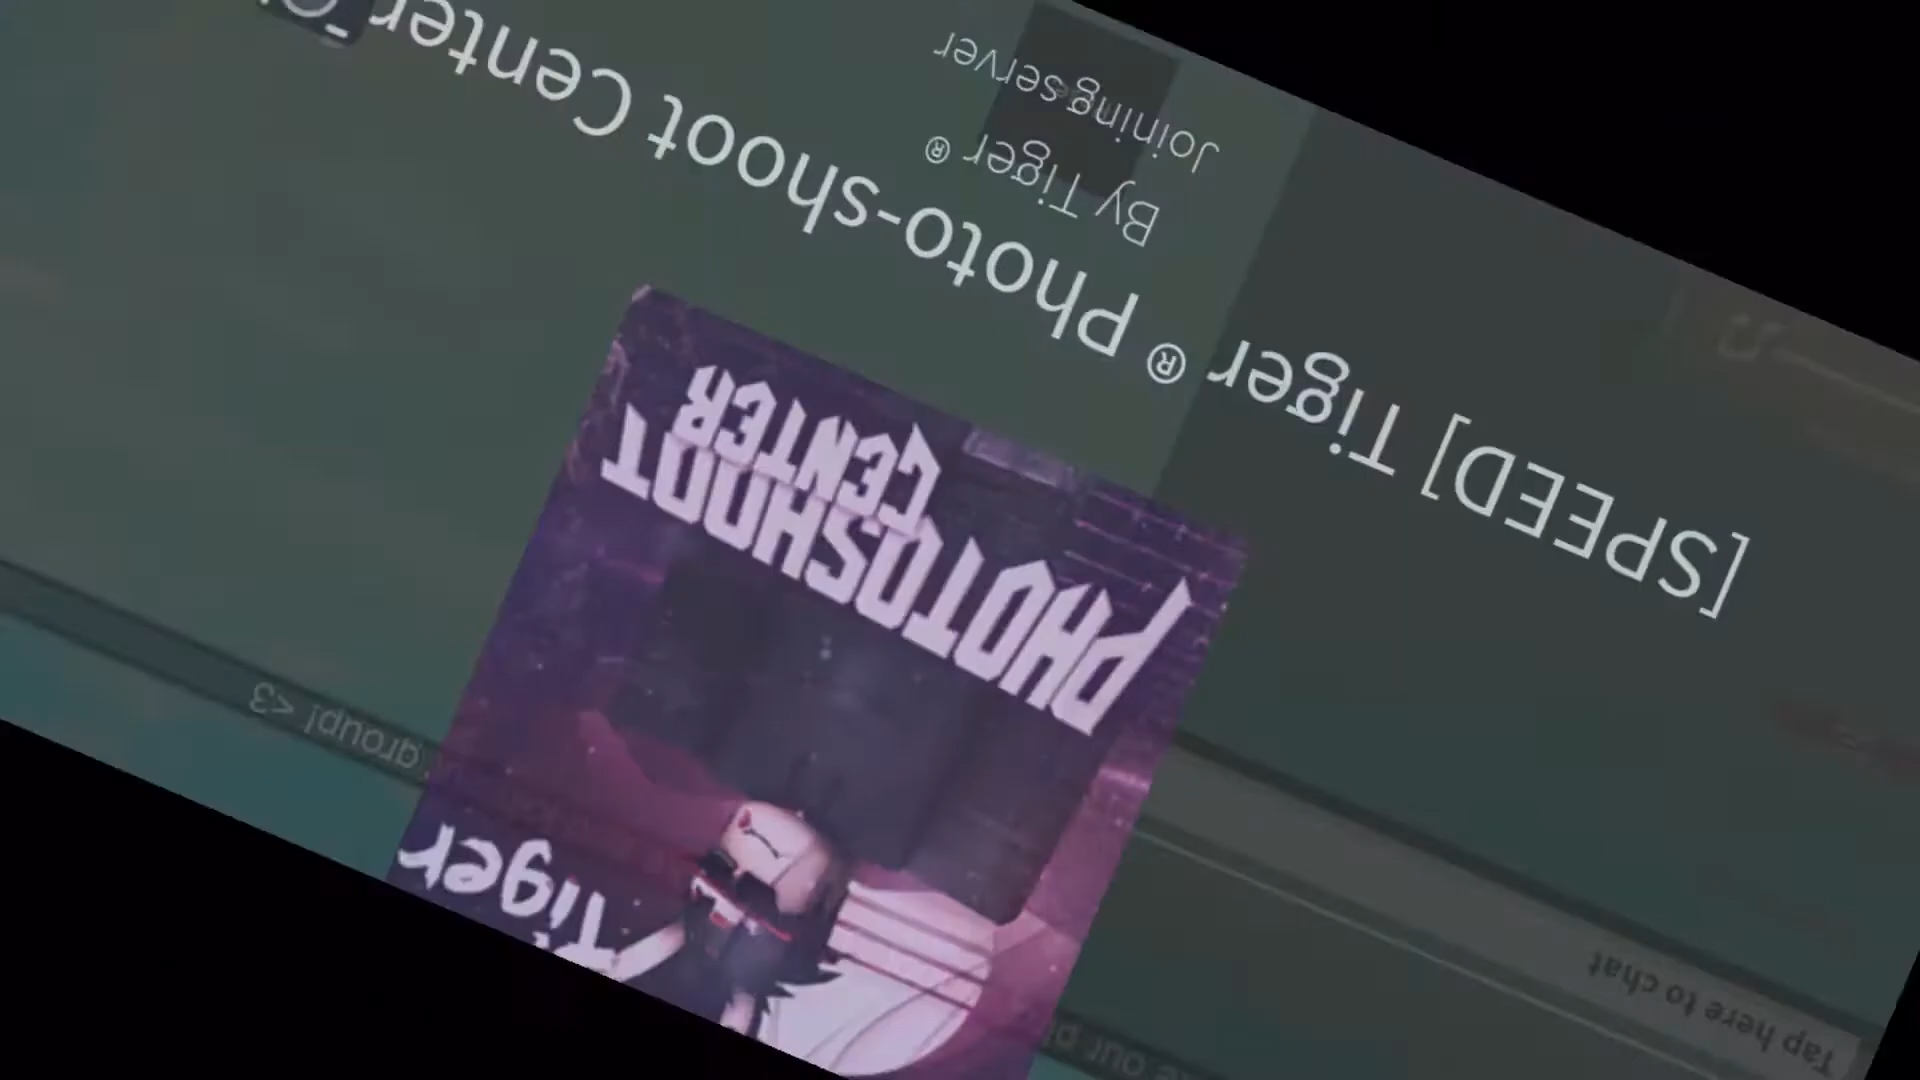 Tap here to chat
group! <3
Tiger
PHOTOSHOOT
CENTER
[SPEED] Tiger ® Photo-shoot Center
By Tiger ®
Joining server